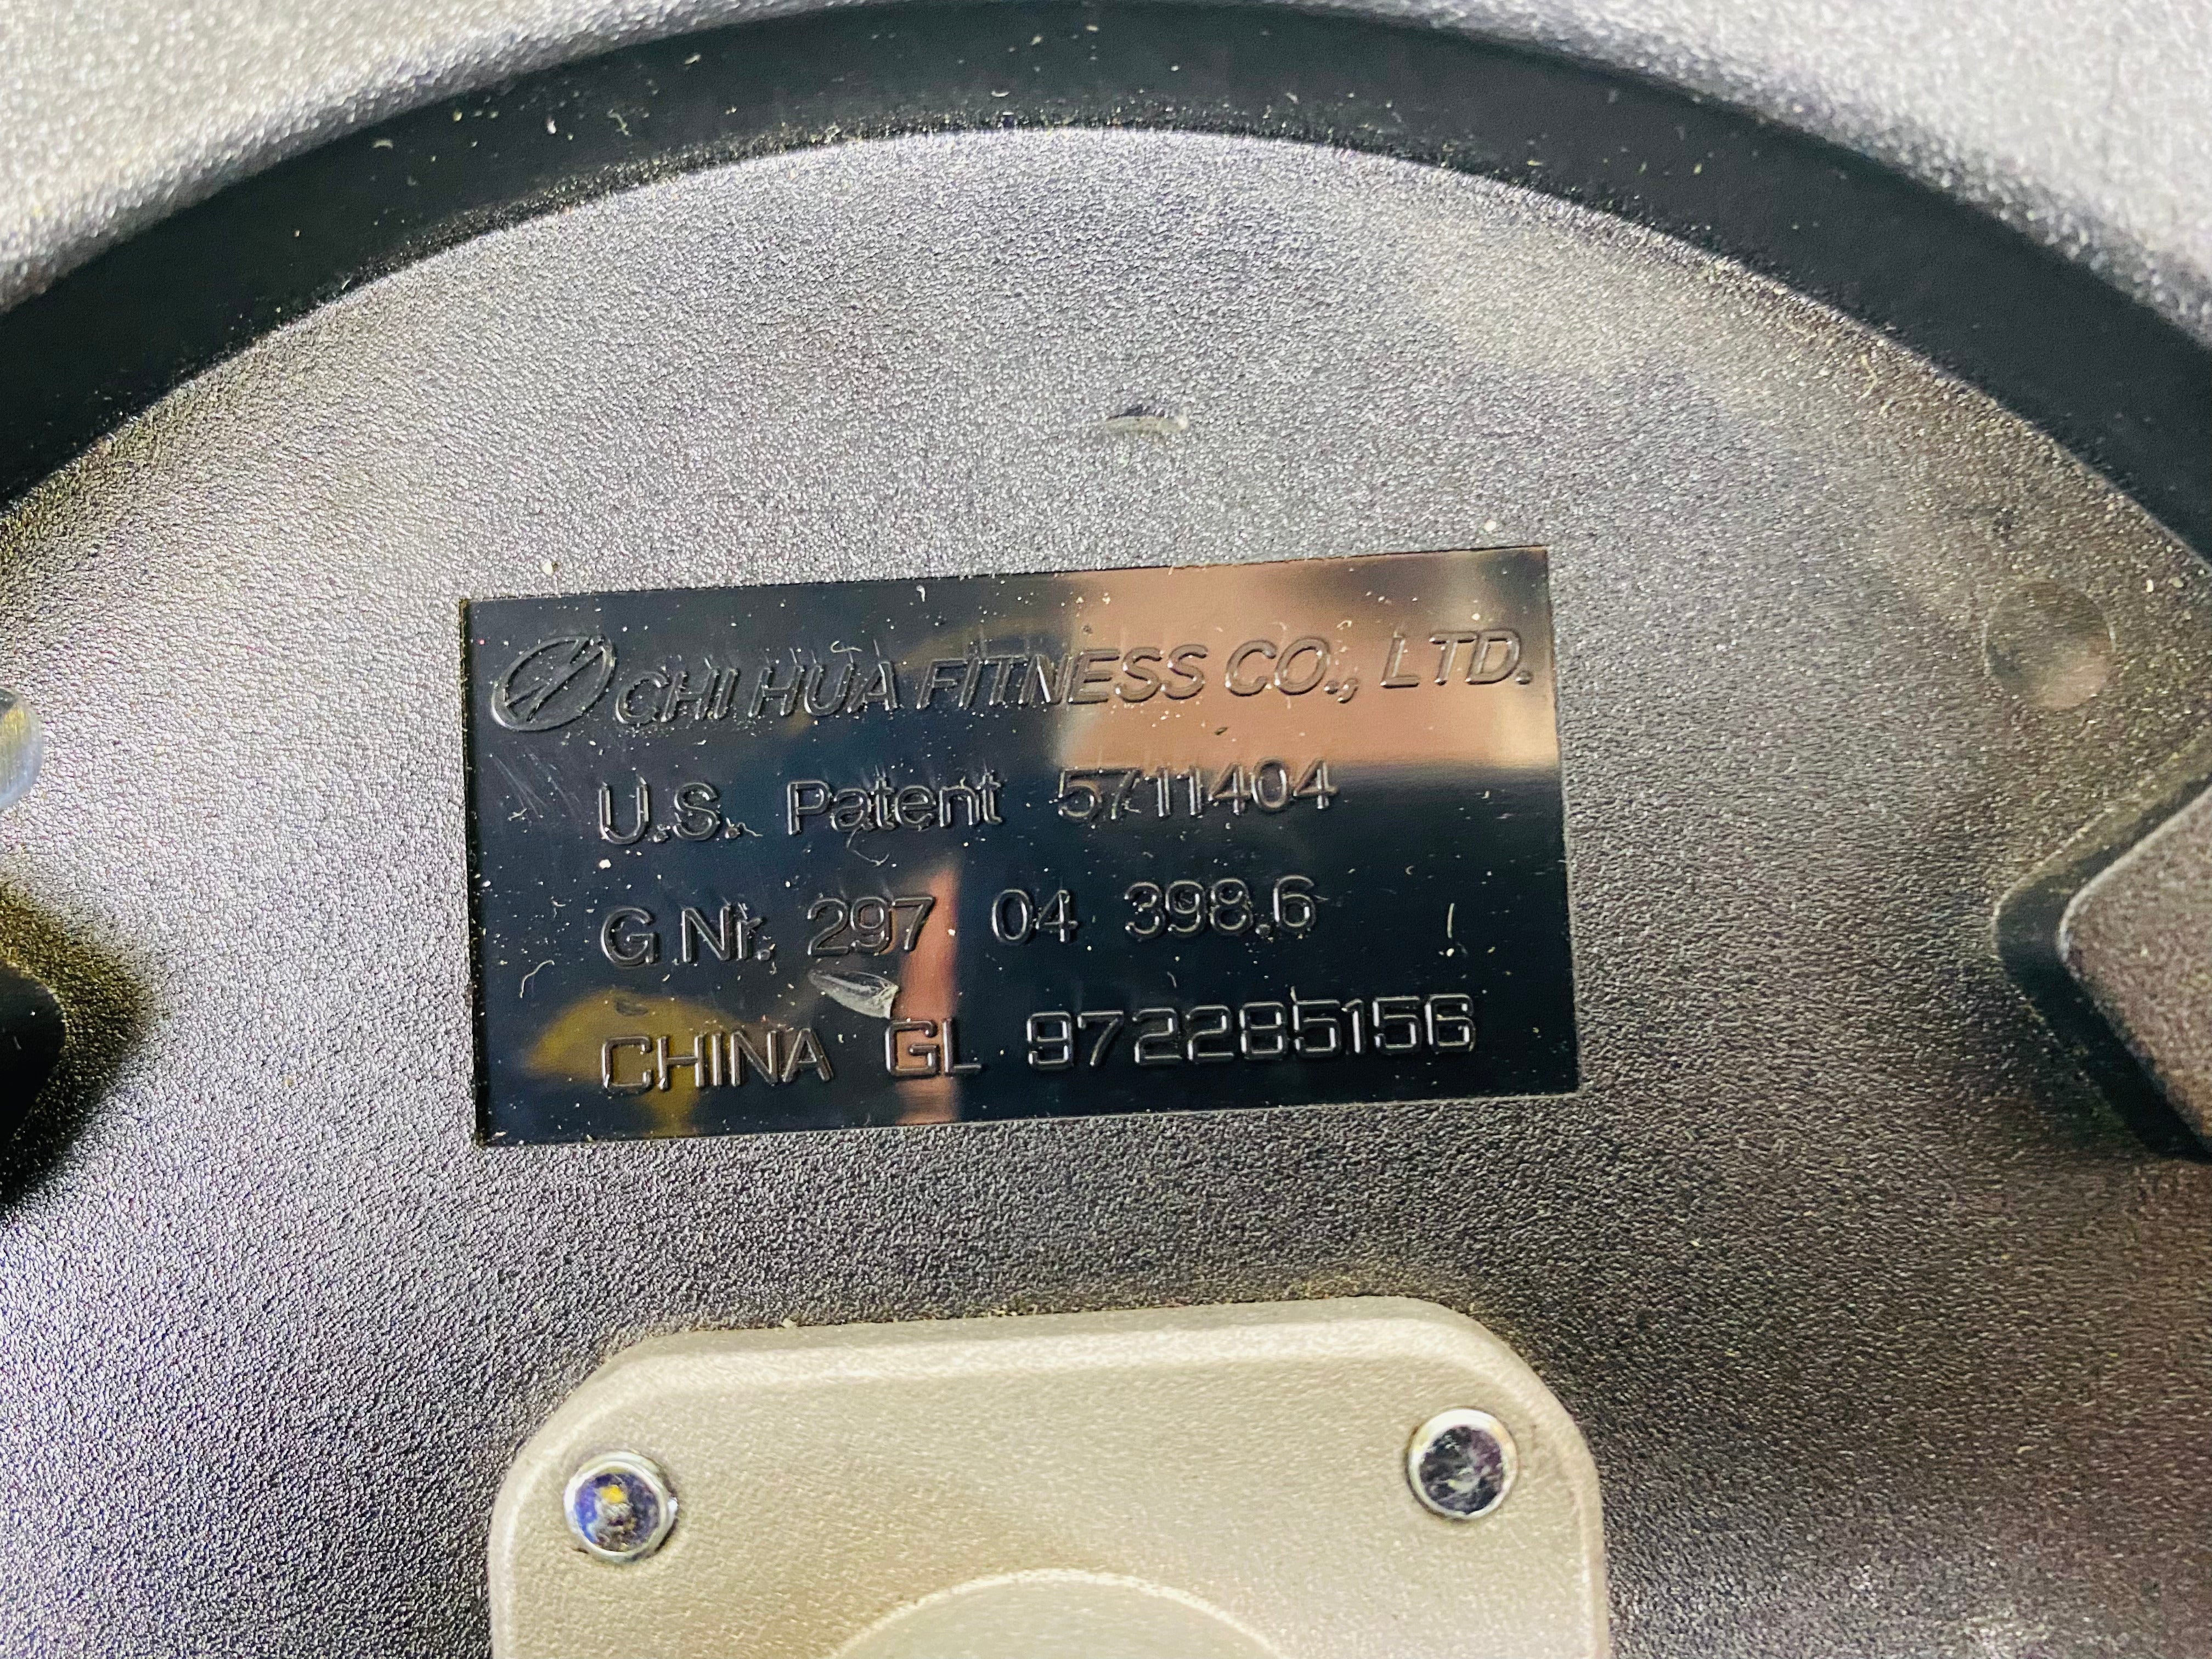 CHI HUA FITNESS CO., LTD.
U.S. Patent 5711404
G.Nr. 297 04 398.6
CHINA GL 972285156